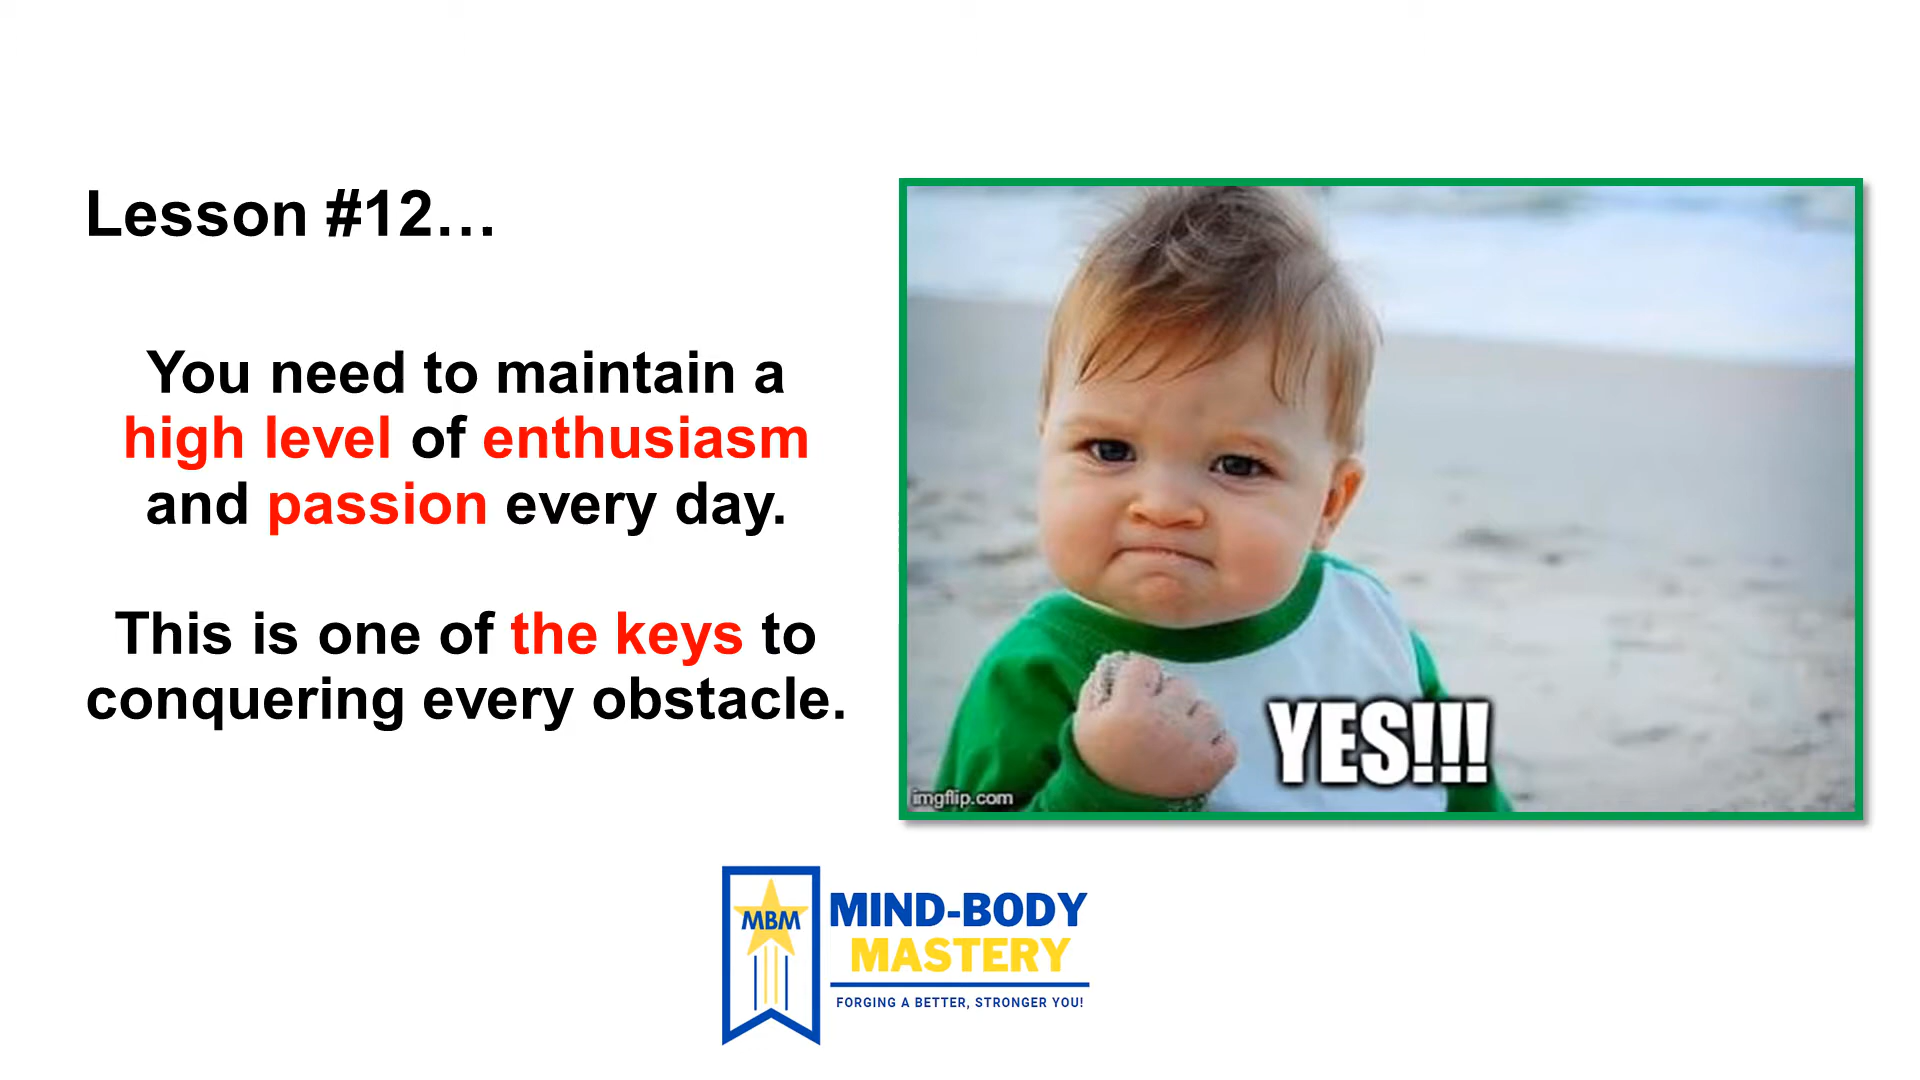 Lesson #12…
You need to maintain a
high level of enthusiasm
and passion every day.
This is one of the keys to
conquering every obstacle.
YES!!!
imgflip.com
MBM
MIND-BODY
MASTERY
FORGING A BETTER, STRONGER YOU!